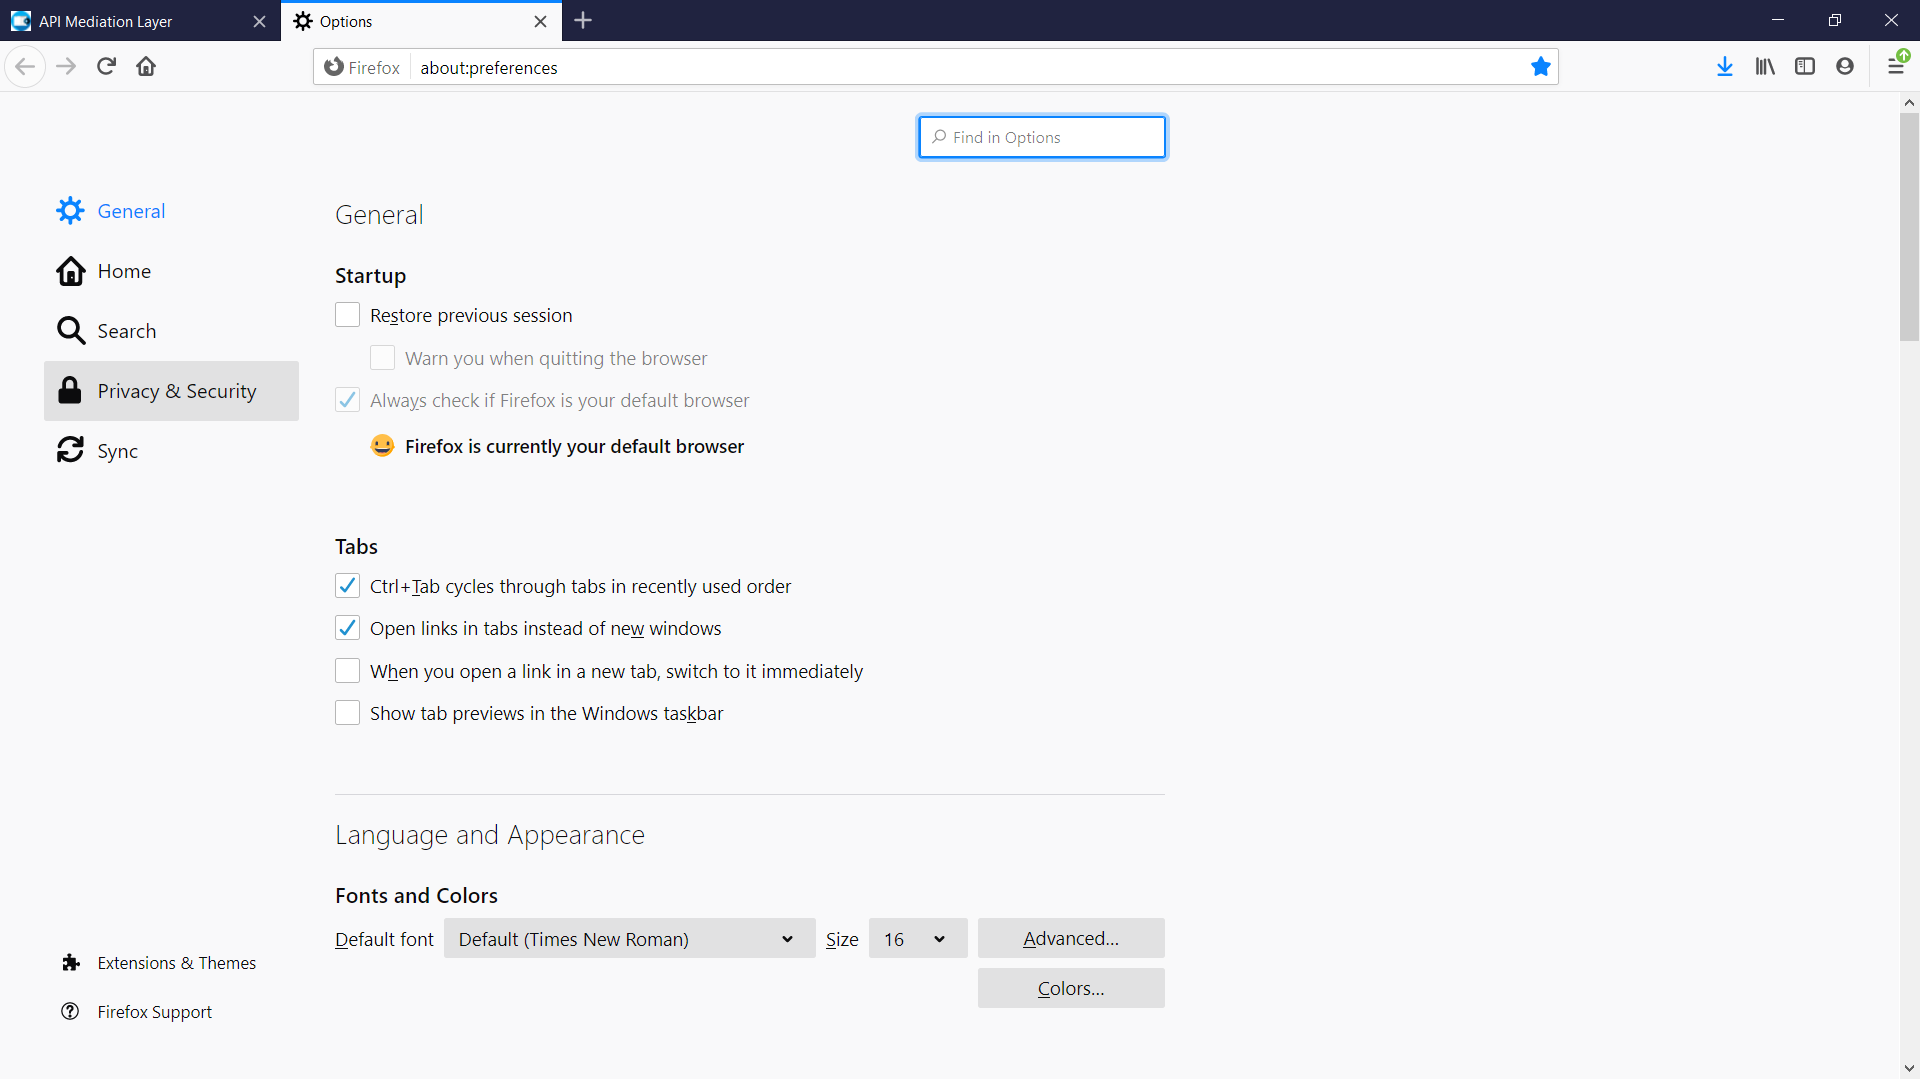 API Mediation Layer
Options
Firefox
about:preferences
Find in Options
General
Home
Search
Privacy & Security
Sync
Extensions & Themes
Firefox Support
General
Startup
Restore previous session
Warn you when quitting the browser
Always check if Firefox is your default browser
Firefox is currently your default browser
Tabs
Ctrl+Tab cycles through tabs in recently used order
Open links in tabs instead of new windows
When you open a link in a new tab, switch to it immediately
Show tab previews in the Windows taskbar
Language and Appearance
Fonts and Colors
Default font Default (Times New Roman) Size 16 Advanced...
Colors...